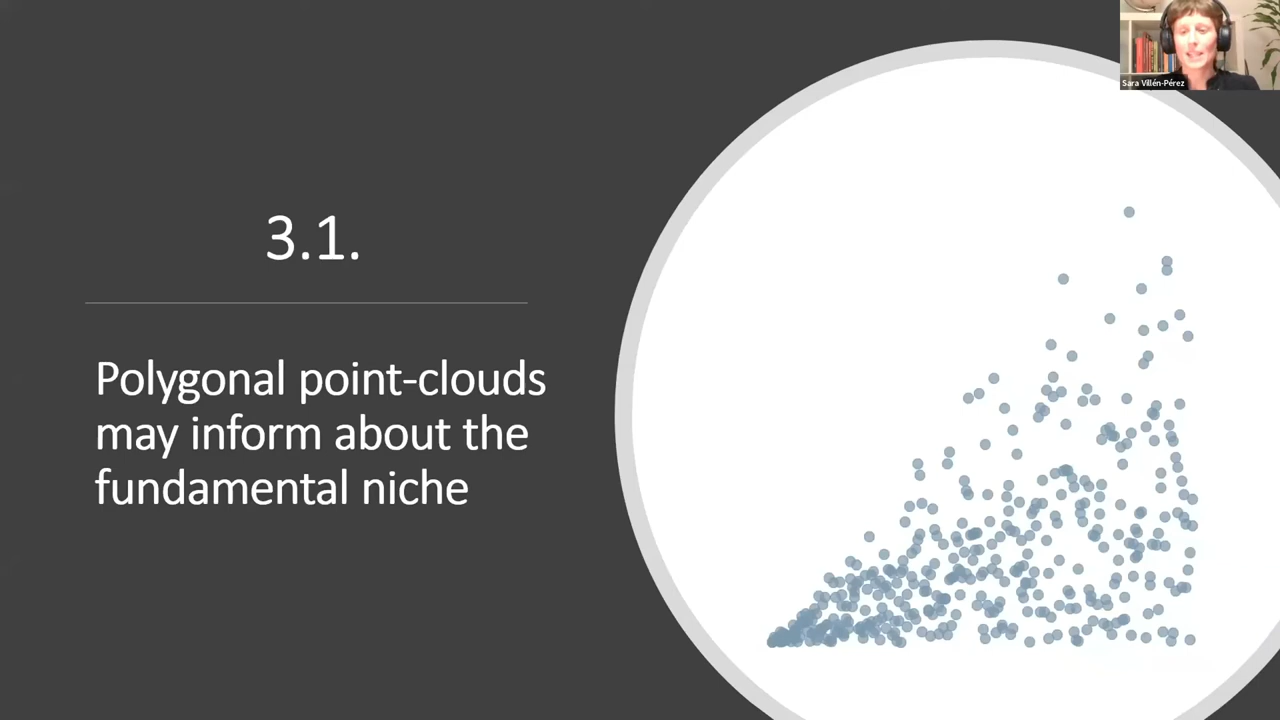 Sara Villén-Pérez
3.1.
Polygonal point-clouds
may inform about the
fundamental niche